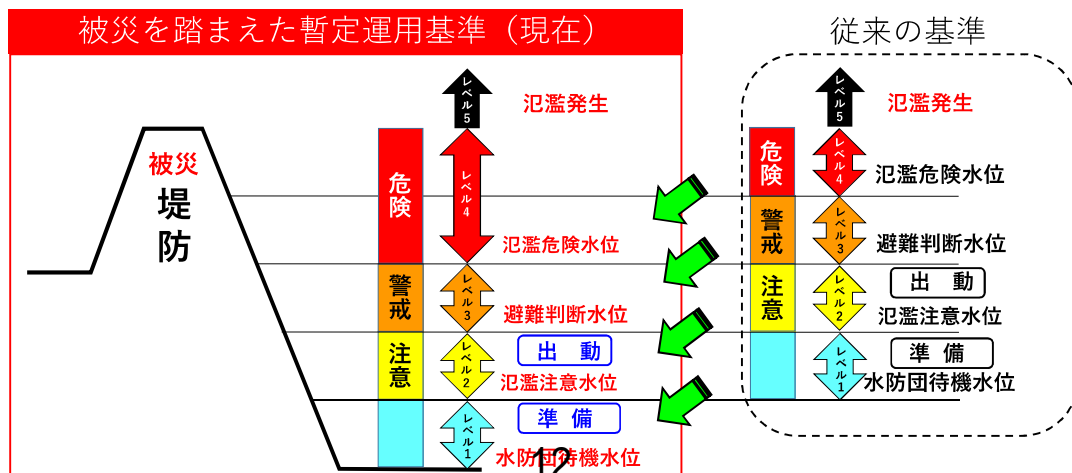 被災を踏まえた暫定運用基準（現在）
被災
堤防
レベル5
氾濫発生
危険
レベル4
氾濫危険水位
警戒
レベル3
避難判断水位
注意
レベル2
出 動
氾濫注意水位
レベル1
準 備
水防団待機水位
12
従来の基準
レベル5
氾濫発生
危険
レベル4
氾濫危険水位
警戒
レベル3
避難判断水位
注意
レベル2
出 動
氾濫注意水位
レベル1
準 備
水防団待機水位